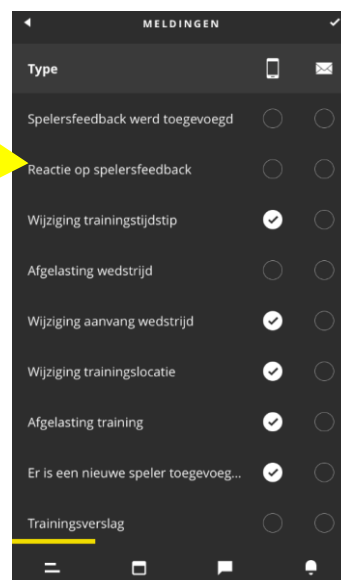 MELDINGEN
Type
Spelersfeedback werd toegevoegd
Reactie op spelersfeedback
Wijziging trainingstijdstip
Afgelasting wedstrijd
Wijziging aanvang wedstrijd
Wijziging trainingslocatie
Afgelasting training
Er is een nieuwe speler toegevoeg...
Trainingsverslag